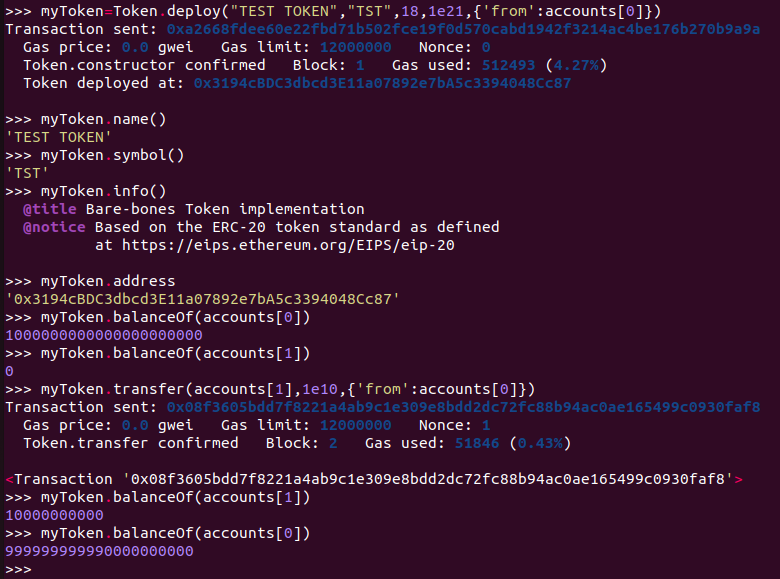 >>> myToken=Token.deploy("TEST TOKEN","TST",18,1e21,{'from':accounts[0]})
Transaction sent: 0xa2668fdee60e22fbd71b502fce19f0d570cabd1942f3214ac4be176b270b9a9a
Gas price: 0.0 gwei   Gas limit: 12000000   Nonce: 0
Token.constructor confirmed   Block: 1   Gas used: 512493 (4.27%)
Token deployed at: 0x3194cBDC3dbcd3E11a07892e7bA5c3394048Cc87
>>> myToken.name()
'TEST TOKEN'
>>> myToken.symbol()
'TST'
>>> myToken.info()
@title Bare-bones Token implementation
@notice Based on the ERC-20 token standard as defined
at https://eips.ethereum.org/EIPS/eip-20
>>> myToken.address
'0x3194cBDC3dbcd3E11a07892e7bA5c3394048Cc87'
>>> myToken.balanceOf(accounts[0])
1000000000000000000000
>>> myToken.balanceOf(accounts[1])
0
>>> myToken.transfer(accounts[1],1e10,{'from':accounts[0]})
Transaction sent: 0x08f3605bdd7f8221a4ab9c1e309e8bdd2dc72fc88b94ac0ae165499c0930faf8
Gas price: 0.0 gwei   Gas limit: 12000000   Nonce: 1
Token.transfer confirmed   Block: 2   Gas used: 51846 (0.43%)
<Transaction '0x08f3605bdd7f8221a4ab9c1e309e8bdd2dc72fc88b94ac0ae165499c0930faf8'>
>>> myToken.balanceOf(accounts[1])
10000000000
>>> myToken.balanceOf(accounts[0])
999999999990000000000
>>>